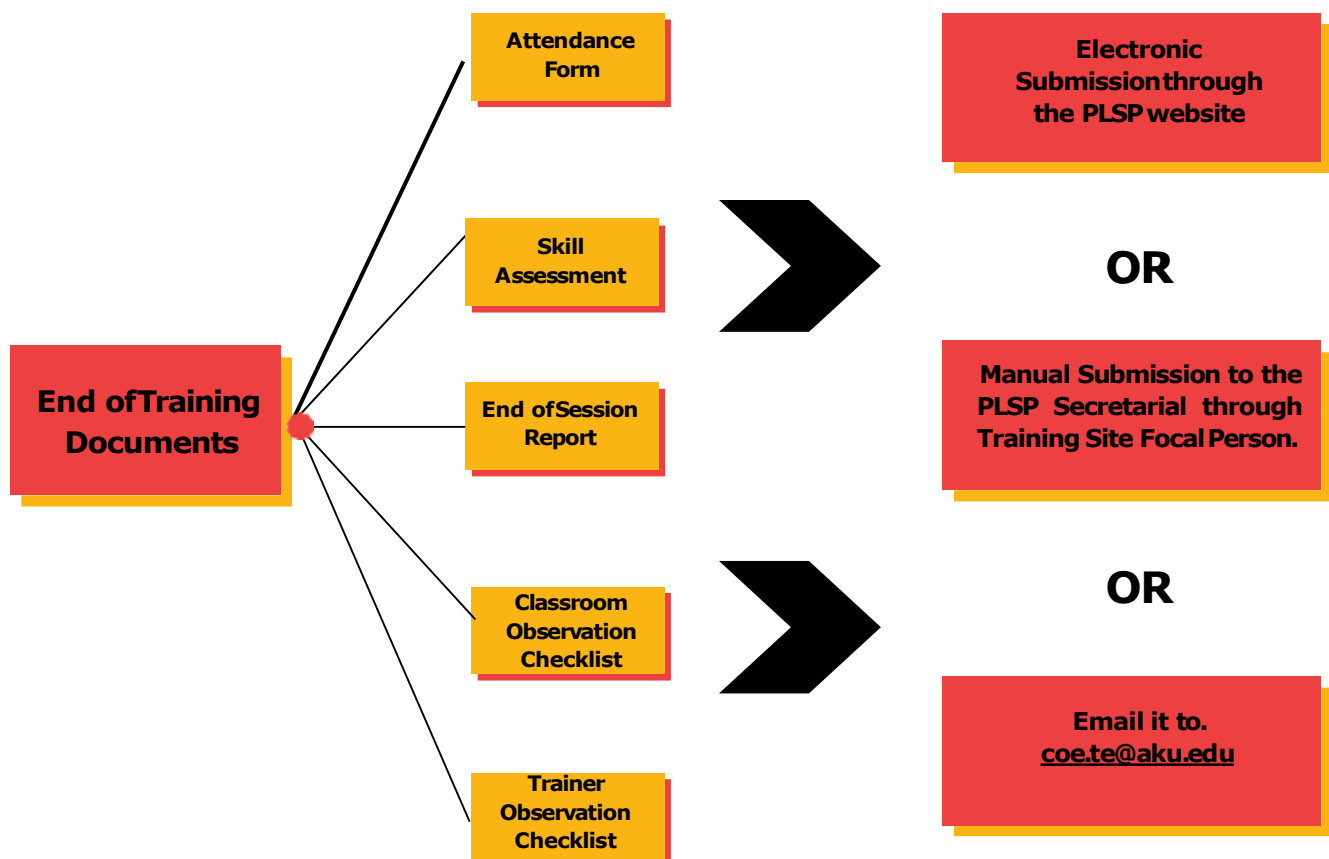 End of Training
Documents
Attendance
Form
Skill
Assessment
End of Session
Report
Classroom
Observation
Checklist
Trainer
Observation
Checklist
Electronic
Submission through
the PLSP website
OR
Manual Submission to the
PLSP Secretarial through
Training Site Focal Person.
OR
Email it to.
coe.te@aku.edu